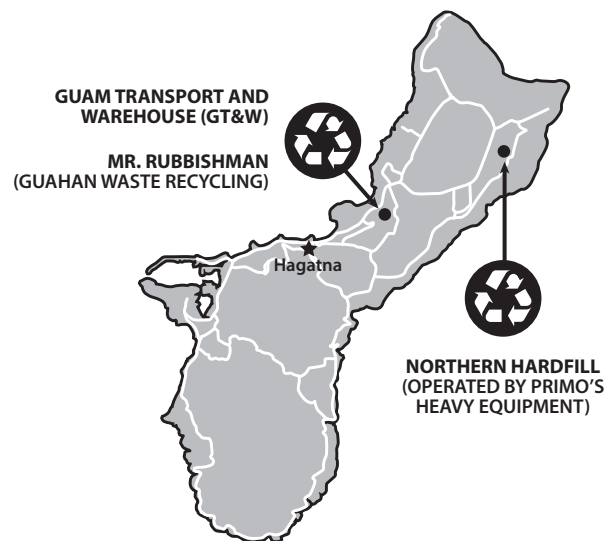 GUAM TRANSPORT AND
WAREHOUSE (GT&W)
MR. RUBBISHMAN
(GUAHAN WASTE RECYCLING)
Hagatna
NORTHERN HARDFILL
(OPERATED BY PRIMO’S
HEAVY EQUIPMENT)